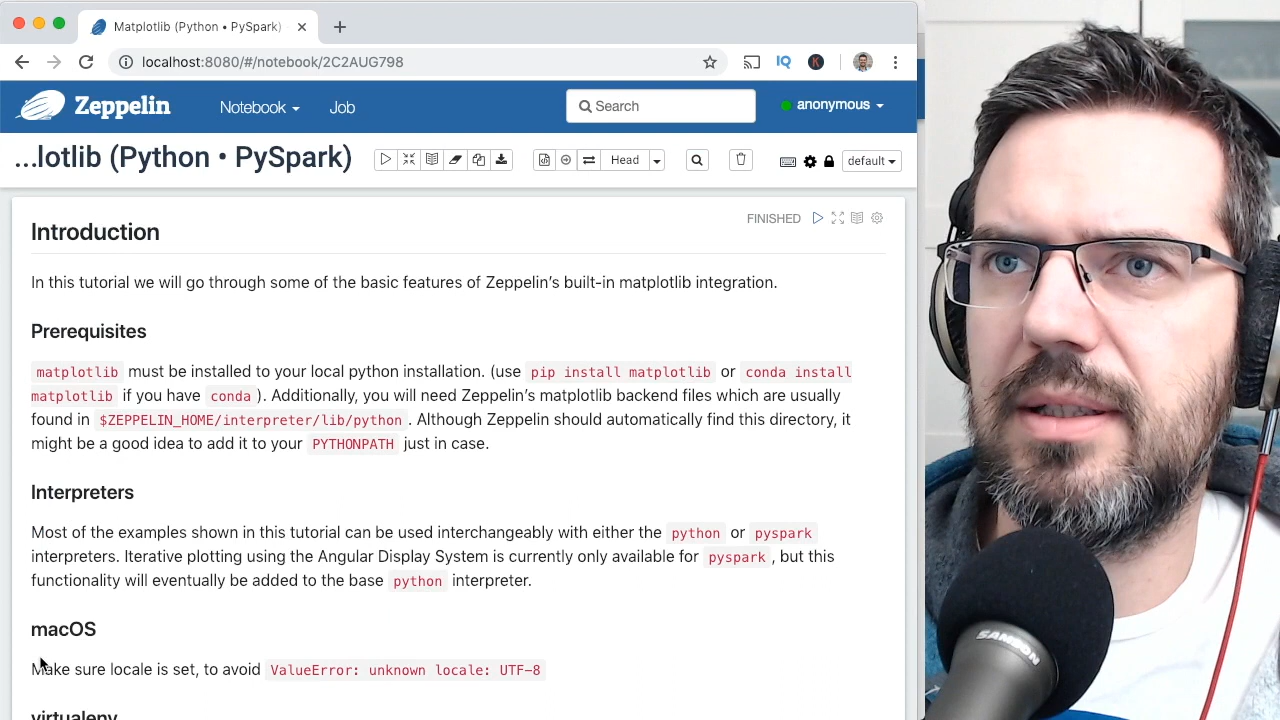 Matplotlib (Python • PySpark)
localhost:8080/#/notebook/2C2AUG798
IQ
K
Zeppelin Notebook Job Search anonymous
...lotlib (Python • PySpark) Head default
FINISHED
Introduction
In this tutorial we will go through some of the basic features of Zeppelin’s built-in matplotlib integration.
Prerequisites
matplotlib must be installed to your local python installation. (use pip install matplotlib or conda install
matplotlib if you have conda ). Additionally, you will need Zeppelin’s matplotlib backend files which are usually
found in $ZEPPELIN_HOME/interpreter/lib/python . Although Zeppelin should automatically find this directory, it
might be a good idea to add it to your PYTHONPATH just in case.
Interpreters
Most of the examples shown in this tutorial can be used interchangeably with either the python or pyspark
interpreters. Iterative plotting using the Angular Display System is currently only available for pyspark , but this
functionality will eventually be added to the base python interpreter.
macOS
Make sure locale is set, to avoid ValueError: unknown locale: UTF-8
virtualenv
SAMSON